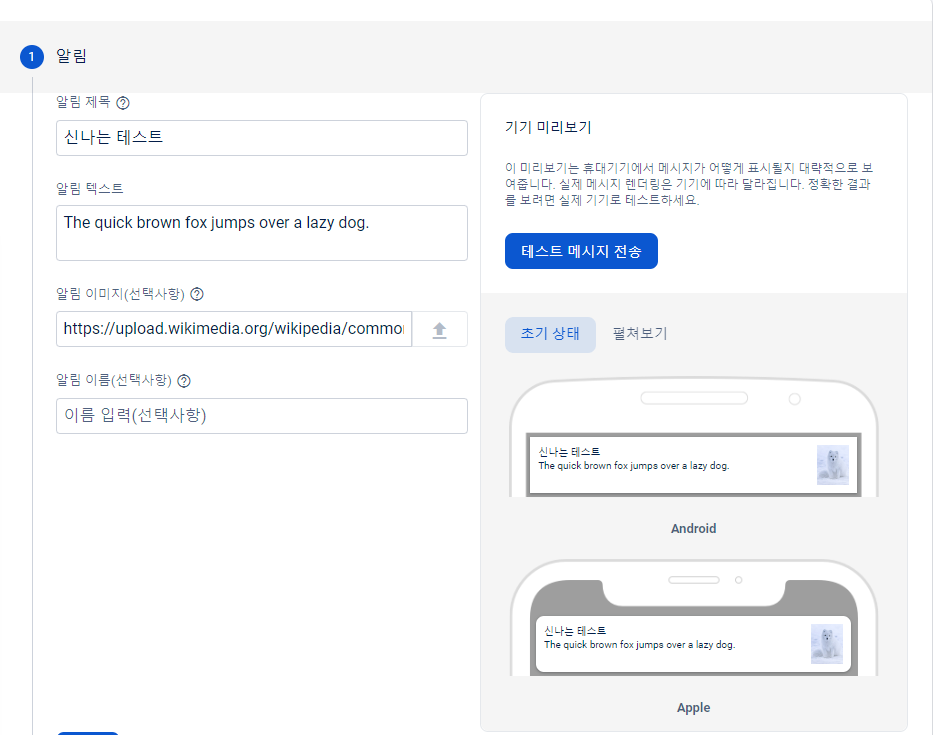 1 알림
알림 제목
신나는 테스트
알림 텍스트
The quick brown fox jumps over a lazy dog.
알림 이미지(선택사항)
https://upload.wikimedia.org/wikipedia/commo
알림 이름(선택사항)
이름 입력(선택사항)
기기 미리보기
이 미리보기는 휴대기기에서 메시지가 어떻게 표시될지 대략적으로 보
여줍니다. 실제 메시지 렌더링은 기기에 따라 달라집니다. 정확한 결과
를 보려면 실제 기기로 테스트하세요.
테스트 메시지 전송
초기 상태 펼쳐보기
신나는 테스트
The quick brown fox jumps over a lazy dog.
Android
신나는 테스트
The quick brown fox jumps over a lazy dog.
Apple